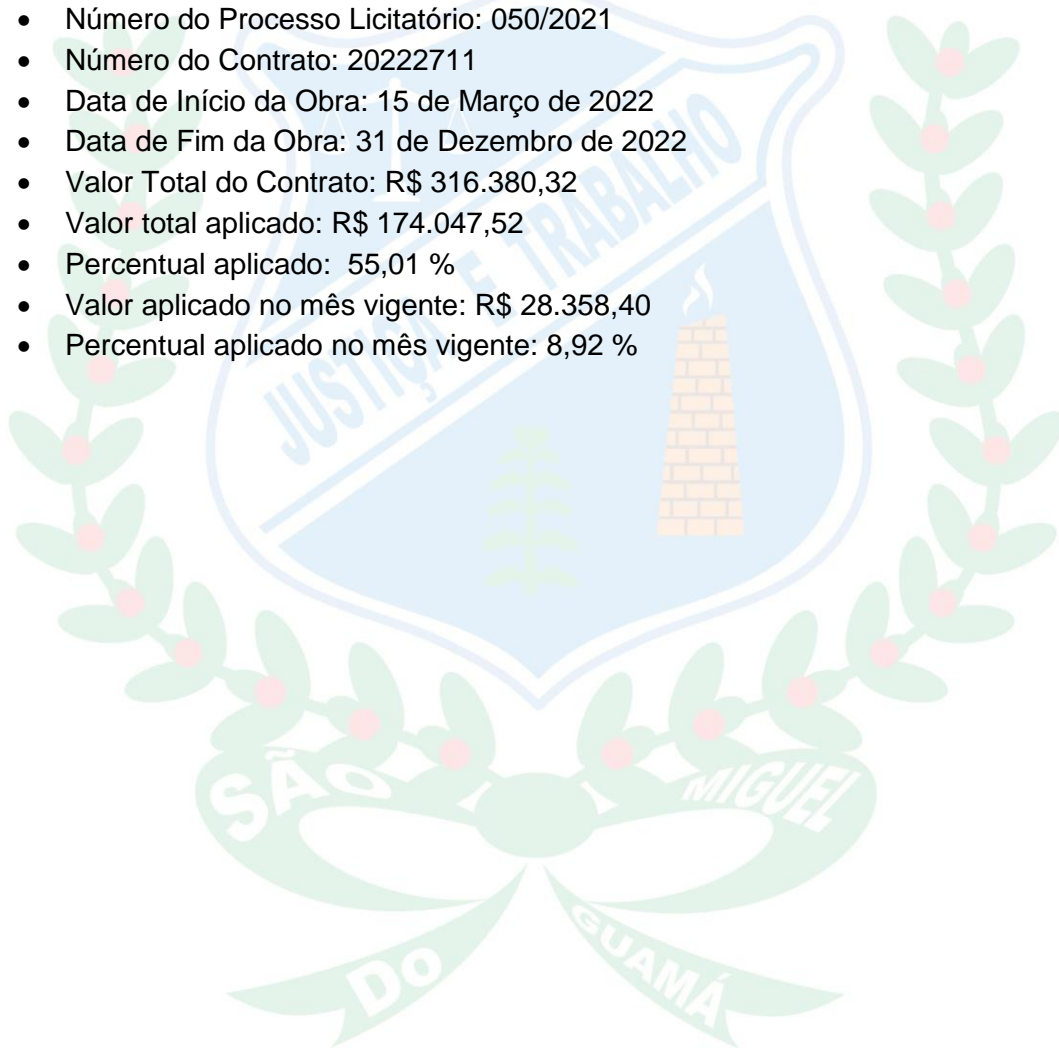 • Número do Processo Licitatório: 050/2021
• Número do Contrato: 20222711
• Data de Início da Obra: 15 de Março de 2022
• Data de Fim da Obra: 31 de Dezembro de 2022
• Valor Total do Contrato: R$ 316.380,32
• Valor total aplicado: R$ 174.047,52
• Percentual aplicado: 55,01 %
• Valor aplicado no mês vigente: R$ 28.358,40
• Percentual aplicado no mês vigente: 8,92 %
JUSTIÇA E TRABALHO
SÃO MIGUEL
DO GUAMÁ